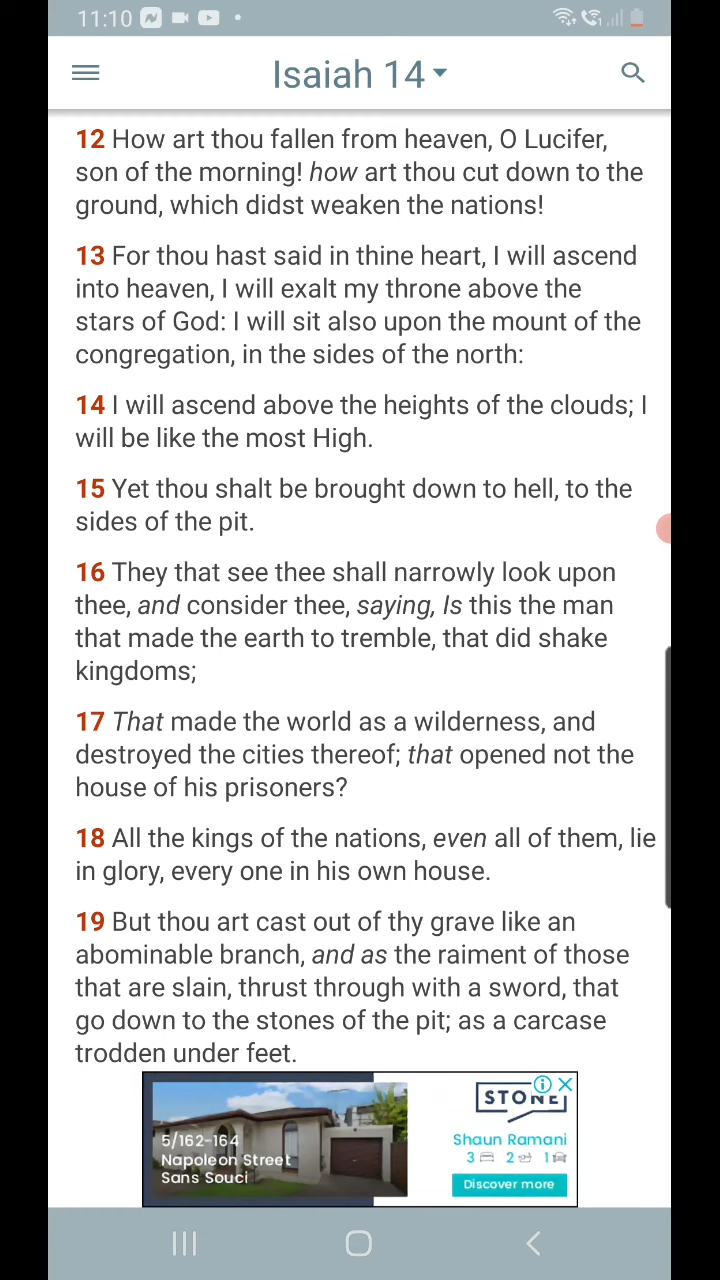 11:10
Isaiah 14
12 How art thou fallen from heaven, O Lucifer,
son of the morning! how art thou cut down to the
ground, which didst weaken the nations!
13 For thou hast said in thine heart, I will ascend
into heaven, I will exalt my throne above the
stars of God: I will sit also upon the mount of the
congregation, in the sides of the north:
14 I will ascend above the heights of the clouds; I
will be like the most High.
15 Yet thou shalt be brought down to hell, to the
sides of the pit.
16 They that see thee shall narrowly look upon
thee, and consider thee, saying, Is this the man
that made the earth to tremble, that did shake
kingdoms;
17 That made the world as a wilderness, and
destroyed the cities thereof; that opened not the
house of his prisoners?
18 All the kings of the nations, even all of them, lie
in glory, every one in his own house.
19 But thou art cast out of thy grave like an
abominable branch, and as the raiment of those
that are slain, thrust through with a sword, that
go down to the stones of the pit; as a carcase
trodden under feet.
5/162-164
Napoleon Street
Sans Souci
STONE
Shaun Ramani
3 2 1
Discover more